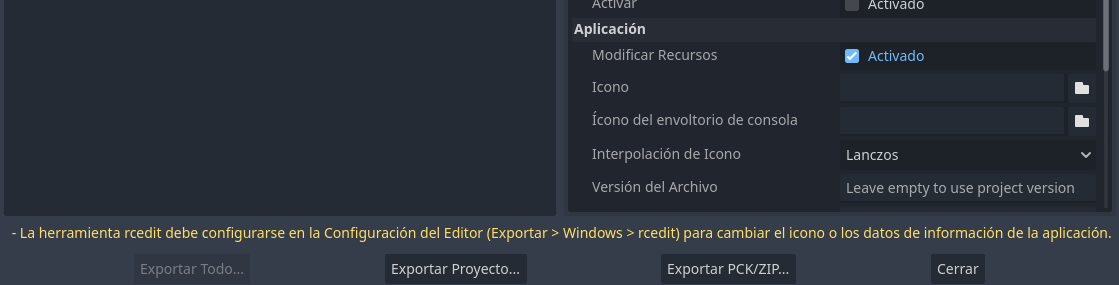 Activar
Activado
Aplicación
Modificar Recursos
Activado
Icono
Ícono del envoltorio de consola
Interpolación de Icono
Lanczos
Versión del Archivo
Leave empty to use project version
- La herramienta rcedit debe configurarse en la Configuración del Editor (Exportar > Windows > rcedit) para cambiar el icono o los datos de información de la aplicación.
Exportar Todo...
Exportar Proyecto...
Exportar PCK/ZIP...
Cerrar